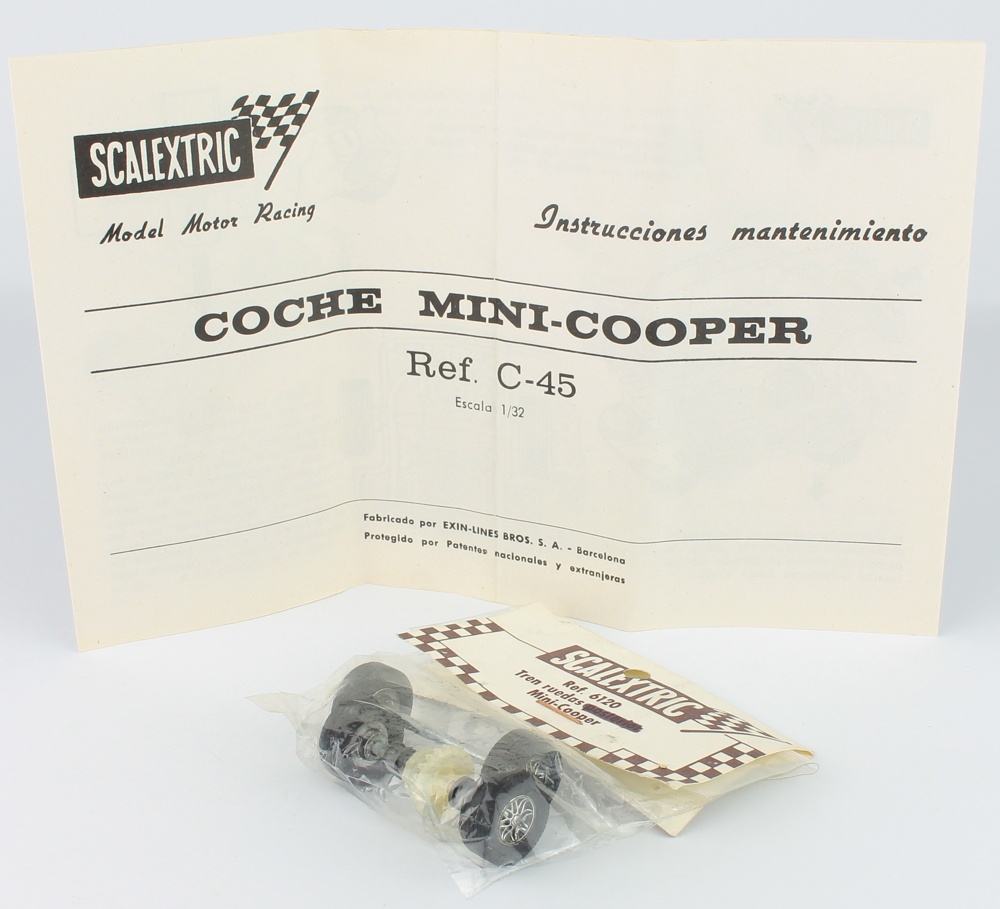 SCALEXTRIC
Model Motor Racing
Instrucciones mantenimiento
COCHE MINI-COOPER
Ref. C-45
Escala 1/32
Fabricado por EXIN-LINES BROS. S. A. - Barcelona
Protegido por Patentes nacionales y extranjeras
SCALEXTRIC
Ref. 6120
Tren ruedas
Mini-Cooper